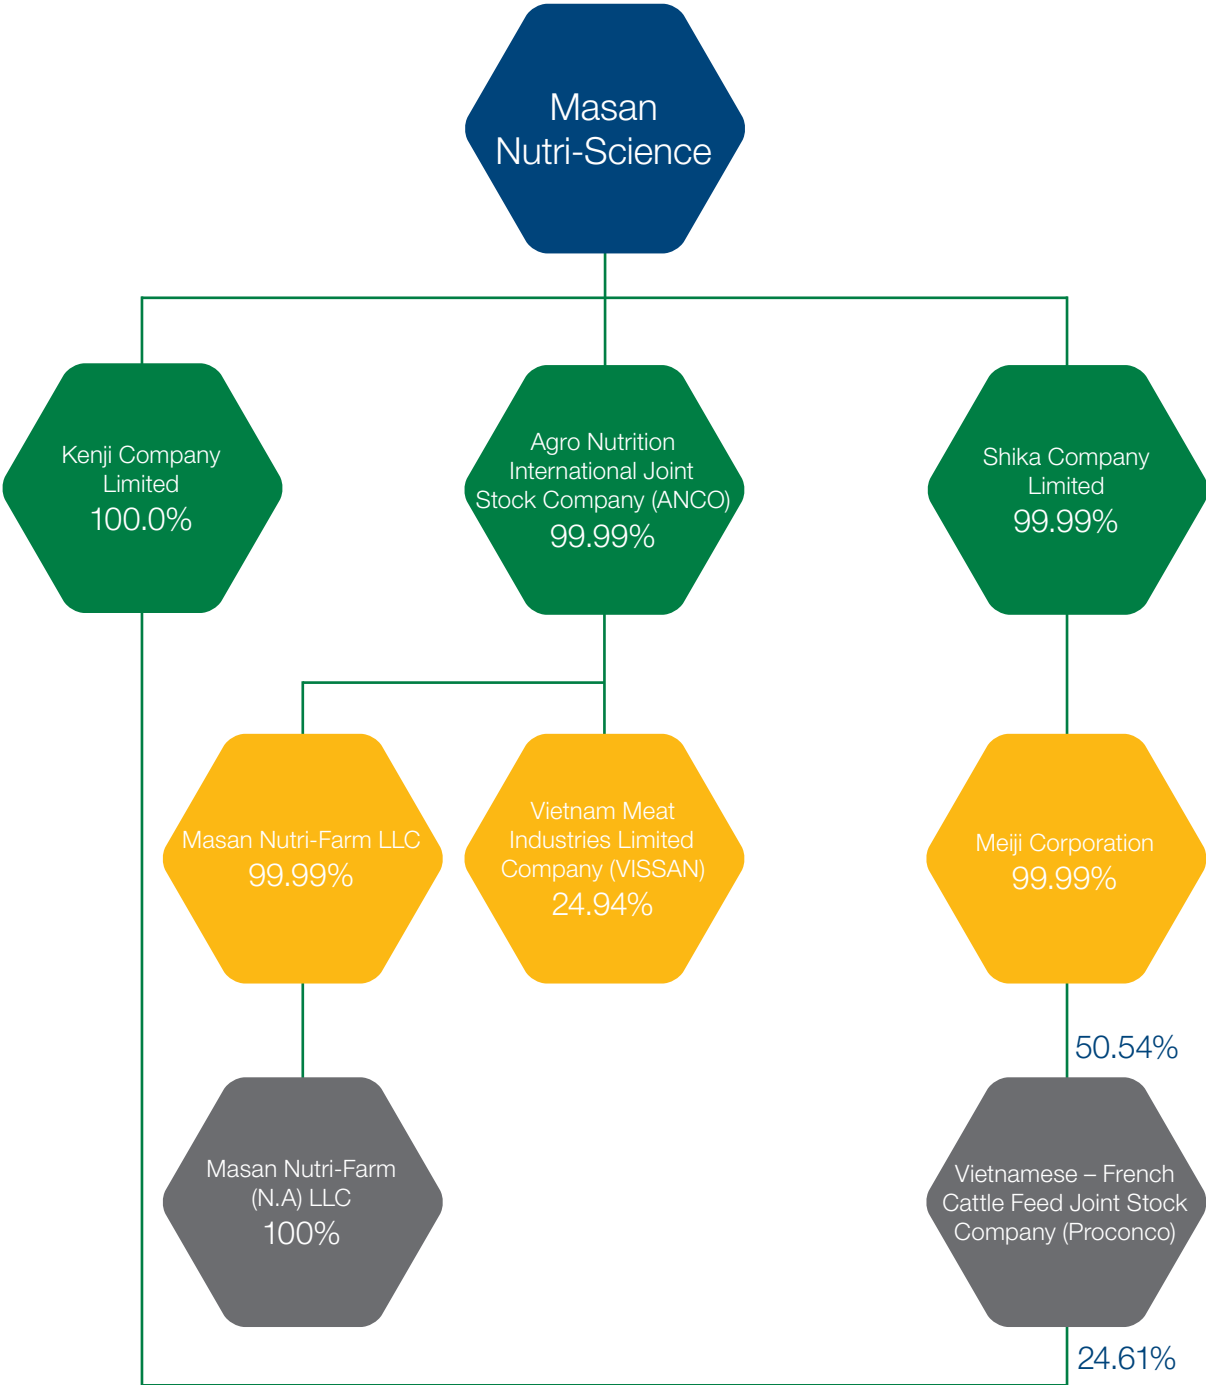 Masan
Nutri-Science
Kenji Company
Limited
100.0%
Agro Nutrition
International Joint
Stock Company (ANCO)
99.99%
Shika Company
Limited
99.99%
Masan Nutri-Farm LLC
99.99%
Vietnam Meat
Industries Limited
Company (VISSAN)
24.94%
Meiji Corporation
99.99%
50.54%
Masan Nutri-Farm
(N.A) LLC
100%
Vietnamese – French
Cattle Feed Joint Stock
Company (Proconco)
24.61%